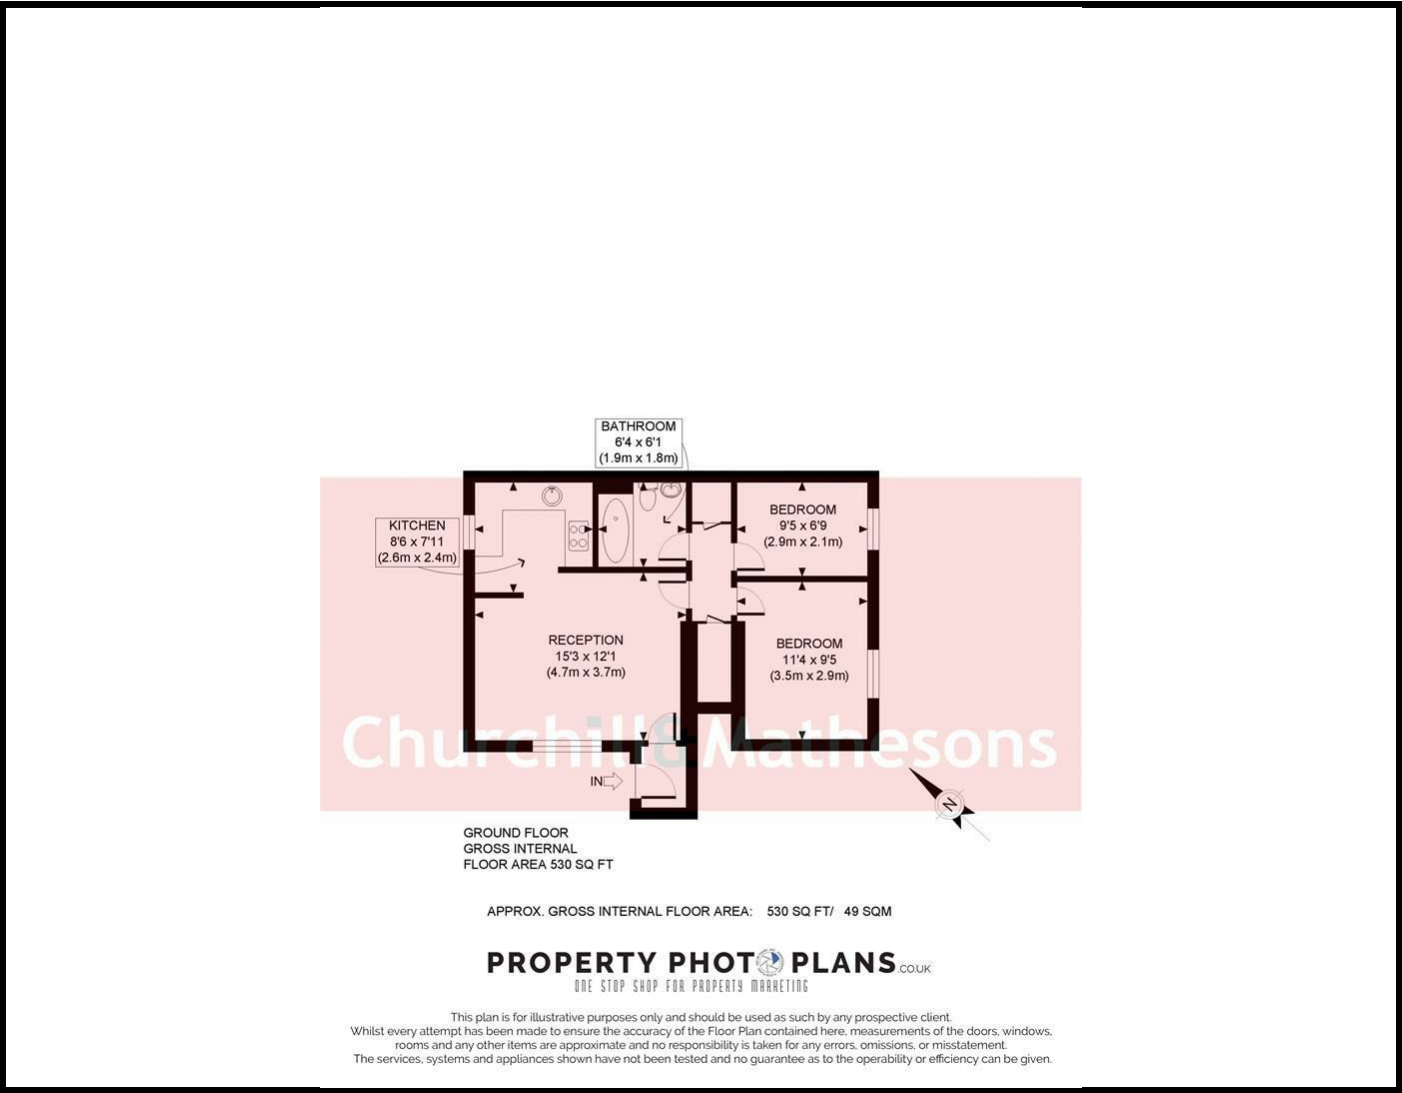 BATHROOM
6'4 x 6'1
(1.9m x 1.8m)
KITCHEN
8'6 x 7'11
(2.6m x 2.4m)
BEDROOM
9'5 x 6'9
(2.9m x 2.1m)
RECEPTION
15'3 x 12'1
(4.7m x 3.7m)
BEDROOM
11'4 x 9'5
(3.5m x 2.9m)
Churchill&Mathesons
IN
N
GROUND FLOOR
GROSS INTERNAL
FLOOR AREA 530 SQ FT
APPROX. GROSS INTERNAL FLOOR AREA: 530 SQ FT/ 49 SQM
PROPERTY PHOTO PLANS.CO.UK
ONE STOP SHOP FOR PROPERTY MARKETING
This plan is for illustrative purposes only and should be used as such by any prospective client.
Whilst every attempt has been made to ensure the accuracy of the Floor Plan contained here, measurements of the doors, windows,
rooms and any other items are approximate and no responsibility is taken for any errors, omissions, or misstatement.
The services, systems and appliances shown have not been tested and no guarantee as to the operability or efficiency can be given.